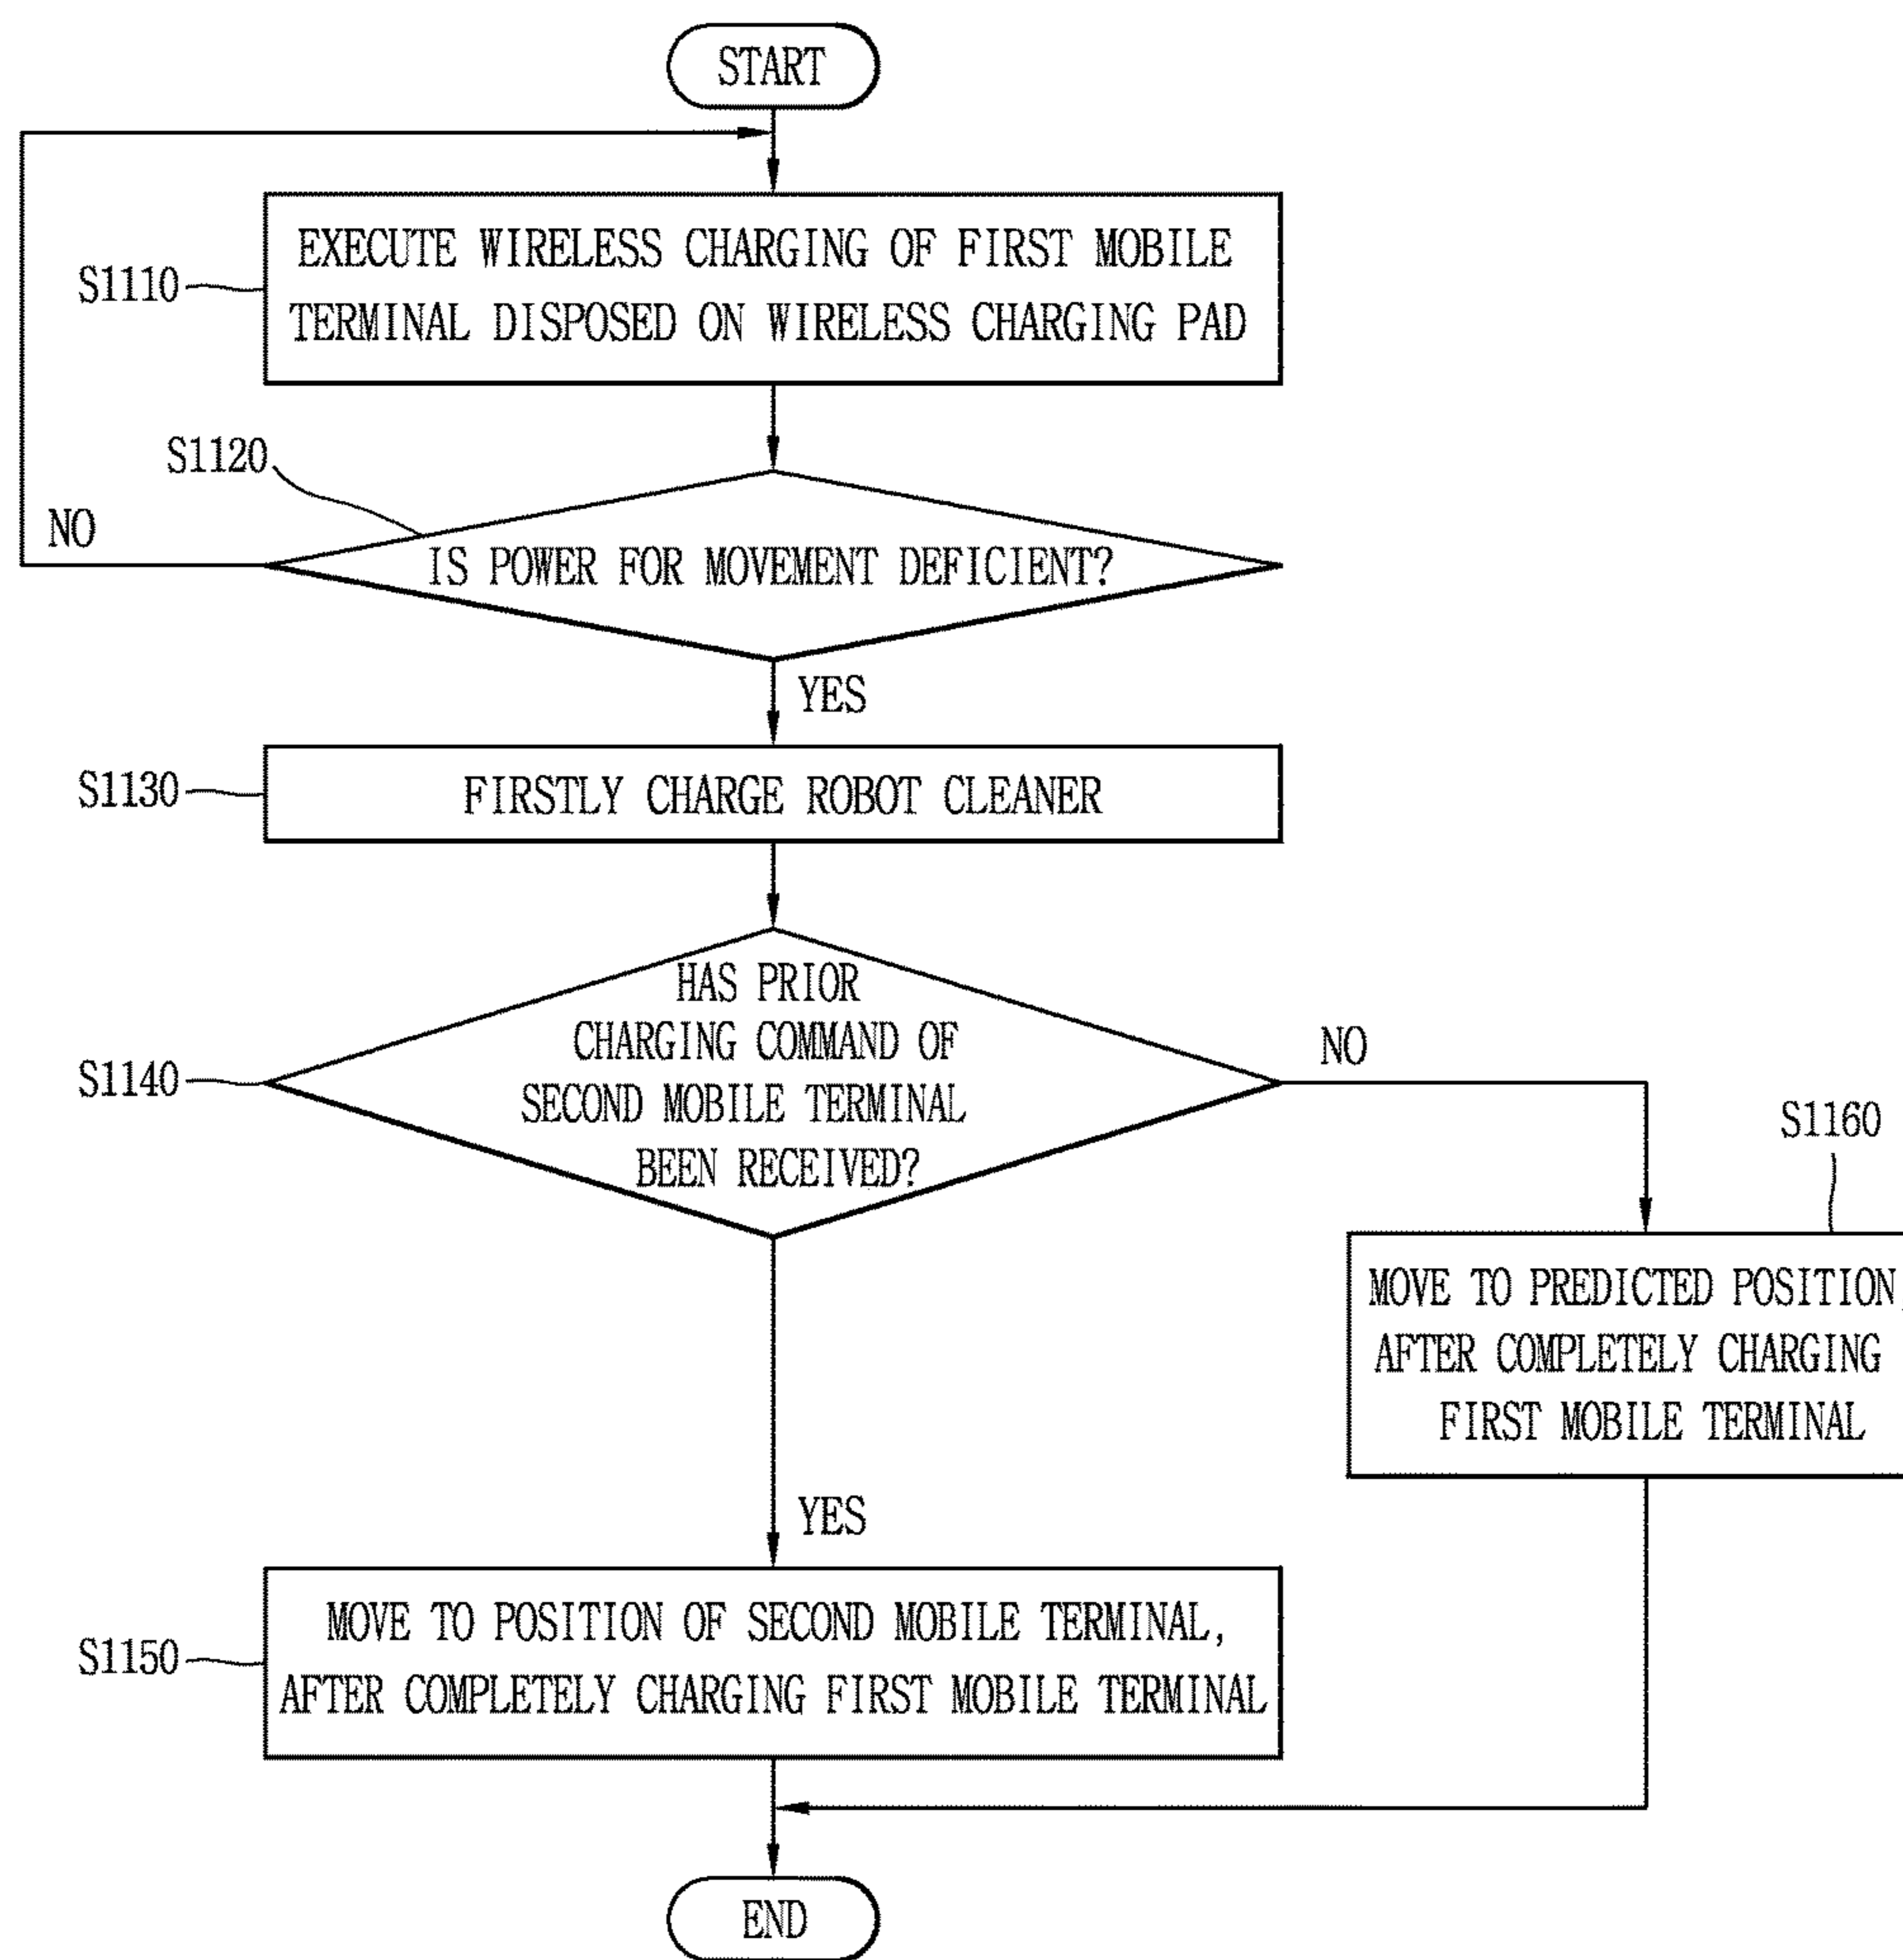 START
S1110
EXECUTE WIRELESS CHARGING OF FIRST MOBILE
TERMINAL DISPOSED ON WIRELESS CHARGING PAD
S1120
NO
IS POWER FOR MOVEMENT DEFICIENT?
YES
S1130
FIRSTLY CHARGE ROBOT CLEANER
S1140
HAS PRIOR
CHARGING COMMAND OF
SECOND MOBILE TERMINAL
BEEN RECEIVED?
NO
S1160
MOVE TO PREDICTED POSITION,
AFTER COMPLETELY CHARGING
FIRST MOBILE TERMINAL
YES
S1150
MOVE TO POSITION OF SECOND MOBILE TERMINAL,
AFTER COMPLETELY CHARGING FIRST MOBILE TERMINAL
END